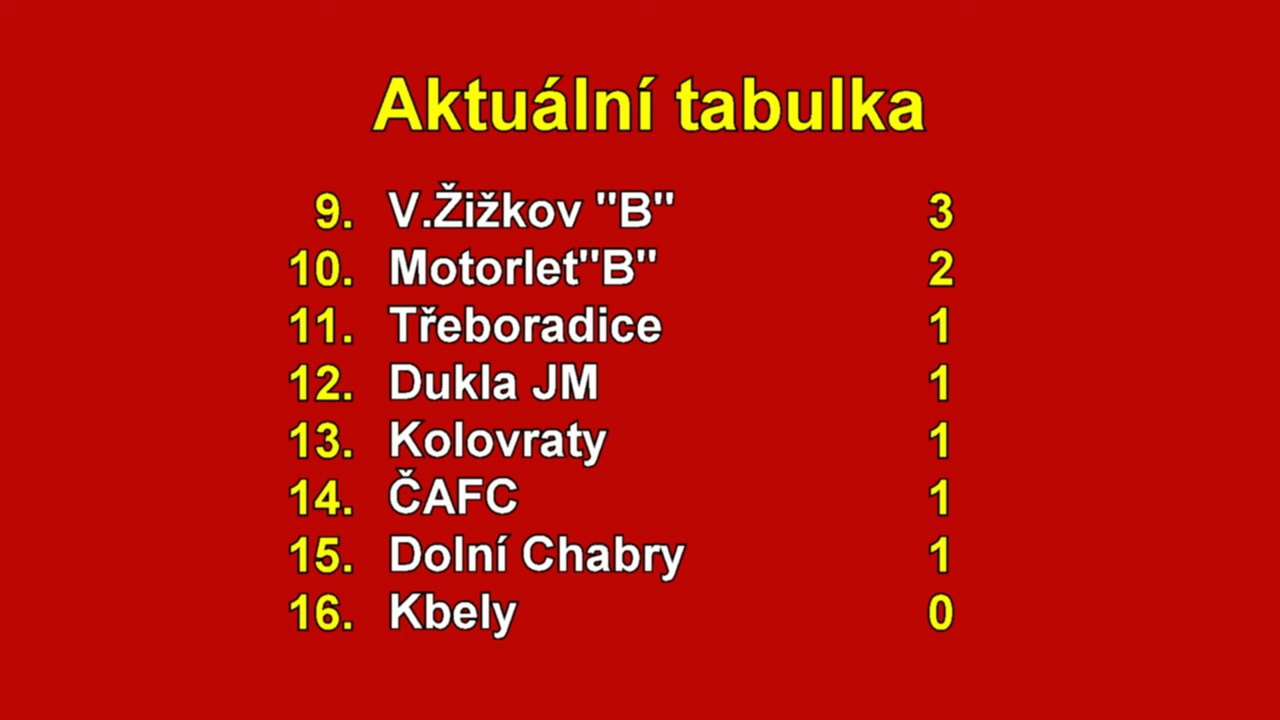 Aktuální tabulka
9. V.Žižkov "B" 3
10. Motorlet"B" 2
11. Třeboradice 1
12. Dukla JM 1
13. Kolovraty 1
14. ČAFC 1
15. Dolní Chabry 1
16. Kbely 0